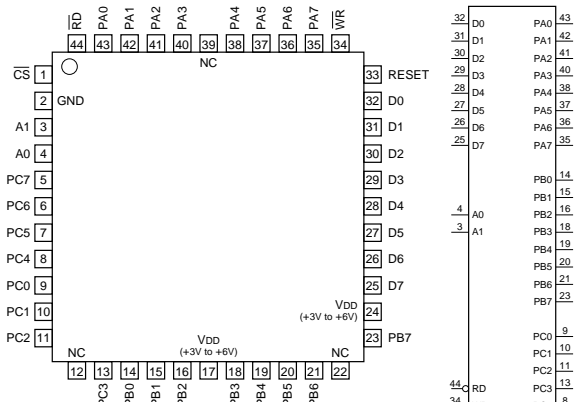 RD PA0 PA1 PA2 PA3 PA4 PA5 PA6 PA7 WR
44 43 42 41 40 39 38 37 36 35 34
NC
CS 1
2 GND
A1 3
A0 4
PC7 5
PC6 6
PC5 7
PC4 8
PC0 9
PC1 10
PC2 11
33 RESET
32 D0
31 D1
30 D2
29 D3
28 D4
27 D5
26 D6
25 D7
VDD
(+3V to +6V) 24
23 PB7
NC VDD NC
(+3V to +6V)
12 13 14 15 16 17 18 19 20 21 22
PC3 PB0 PB1 PB2 PB3 PB4 PB5 PB6
32 D0 PA0 43
31 D1 PA1 42
30 D2 PA2 41
29 D3 PA3 40
28 D4 PA4 38
27 D5 PA5 37
26 D6 PA6 36
25 D7 PA7 35
PB0 14
PB1 15
4 A0 PB2 16
3 A1 PB3 18
PB4 19
PB5 20
PB6 21
PB7 23
PC0 9
PC1 10
PC2 11
44 RD PC3 13
34 8